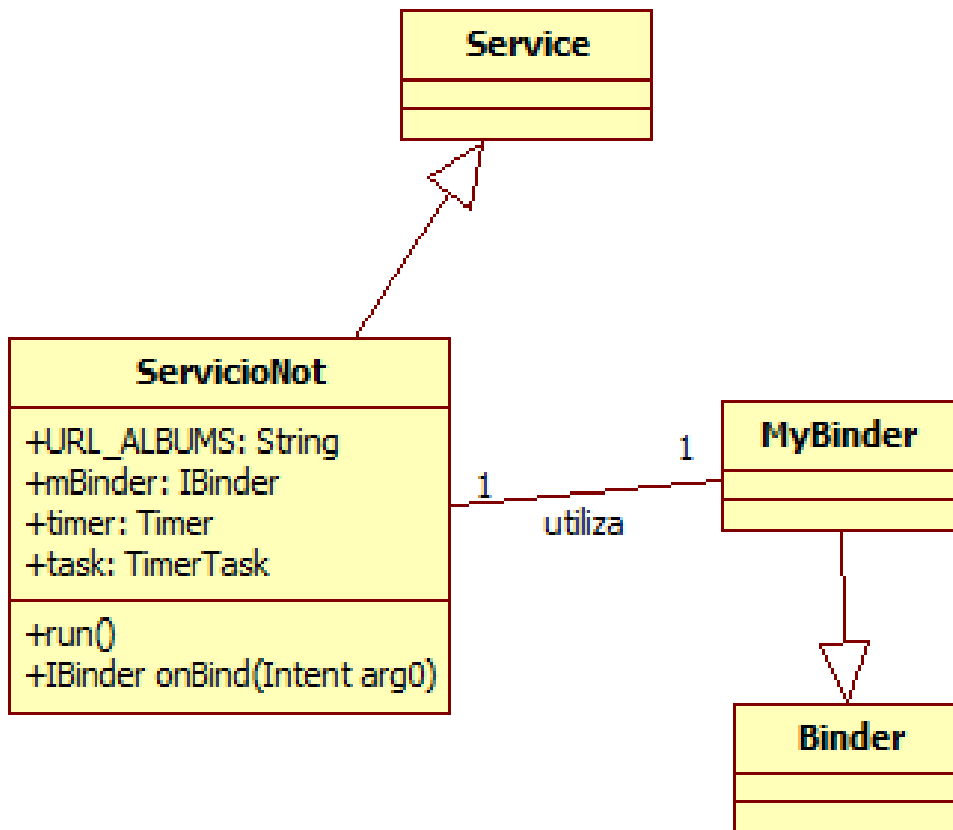 Service
ServicioNot
+URL_ALBUMS: String
+mBinder: IBinder
+timer: Timer
+task: TimerTask
+run()
+IBinder onBind(Intent arg0)
1
1
utiliza
MyBinder
Binder